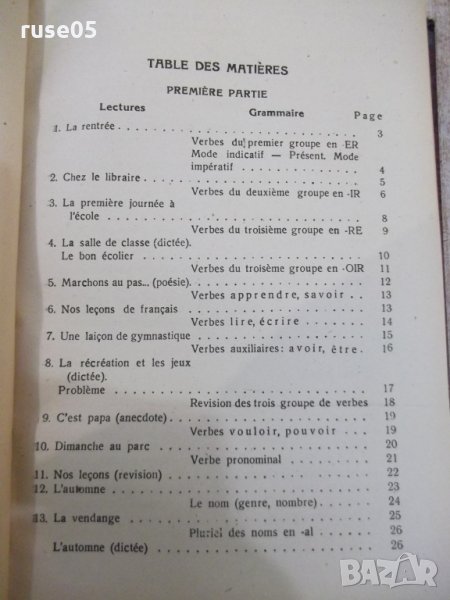 ruse05
TABLE DES MATIÈRES
PREMIÈRE PARTIE
Lectures Grammaire Page
1. La rentrée 3
Verbes du premier groupe en -ER
Mode indicatif — Présent. Mode
impératif 4
2. Chez le libraire 5
Verbes du deuxième groupe en -IR 6
3. La première journée à
l'école 8
Verbes du troisième groupe en -RE 9
4. La salle de classe (dictée).
Le bon écolier 10
Verbes du troisème groupe en -OIR 11
5. Marchons au pas... (poésie) 12
Verbes apprendre, savoir 13
6. Nos leçons de français 13
Verbes lire, écrire 14
7. Une laiçon de gymnastique 15
Verbes auxiliaires: avoir, être 16
8. La récréation et les jeux
(dictée).
Problème 17
Revision des trois groupe de verbes 18
9. C'est papa (anecdote) 19
Verbes vouloir, pouvoir 19
10. Dimanche au parc 20
Verbe pronominal 21
11. Nos leçons (revision) 22
12. L'automne 23
Le nom (genre, nombre) 24
13. La vendange 25
Pluriel des noms en -al 26
L'automne (dictée) 26
BAZAR.BG